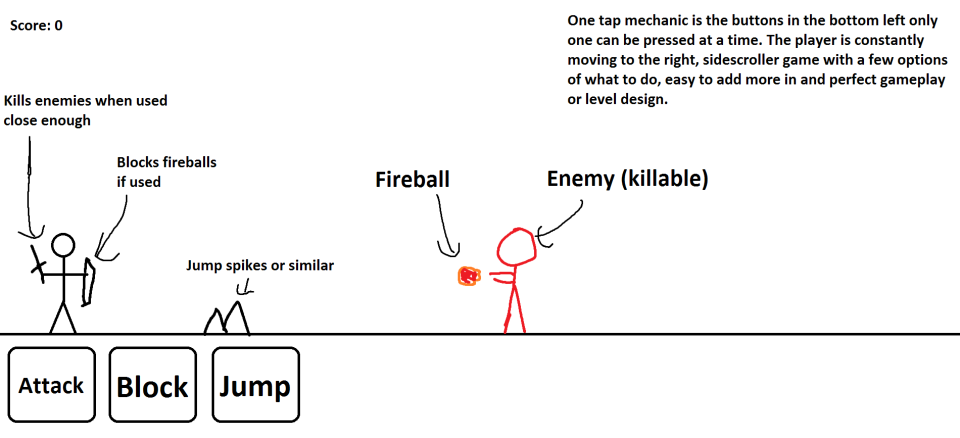 Score: 0
One tap mechanic is the buttons in the bottom left only
one can be pressed at a time. The player is constantly
moving to the right, sidescroller game with a few options
of what to do, easy to add more in and perfect gameplay
or level design.
Kills enemies when used
close enough
Blocks fireballs
if used
Fireball
Enemy (killable)
Jump spikes or similar
Attack
Block
Jump